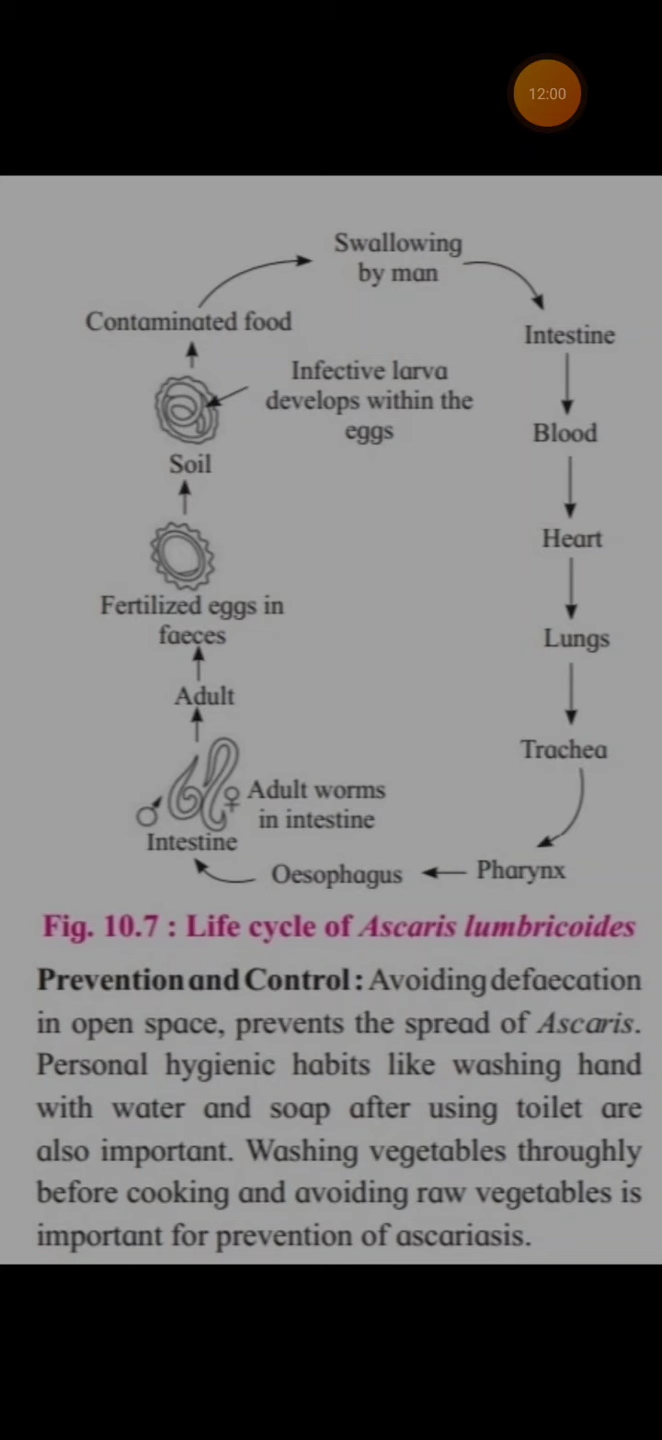 12:00
Swallowing
by man
Contaminated food
Intestine
Infective larva
develops within the
eggs
Blood
Soil
Heart
Fertilized eggs in
faeces
Lungs
Adult
Trachea
Adult worms
in intestine
Intestine
Oesophagus
Pharynx
Fig. 10.7 : Life cycle of Ascaris lumbricoides
Prevention and Control : Avoiding defaecation
in open space, prevents the spread of Ascaris.
Personal hygienic habits like washing hand
with water and soap after using toilet are
also important. Washing vegetables throughly
before cooking and avoiding raw vegetables is
important for prevention of ascariasis.